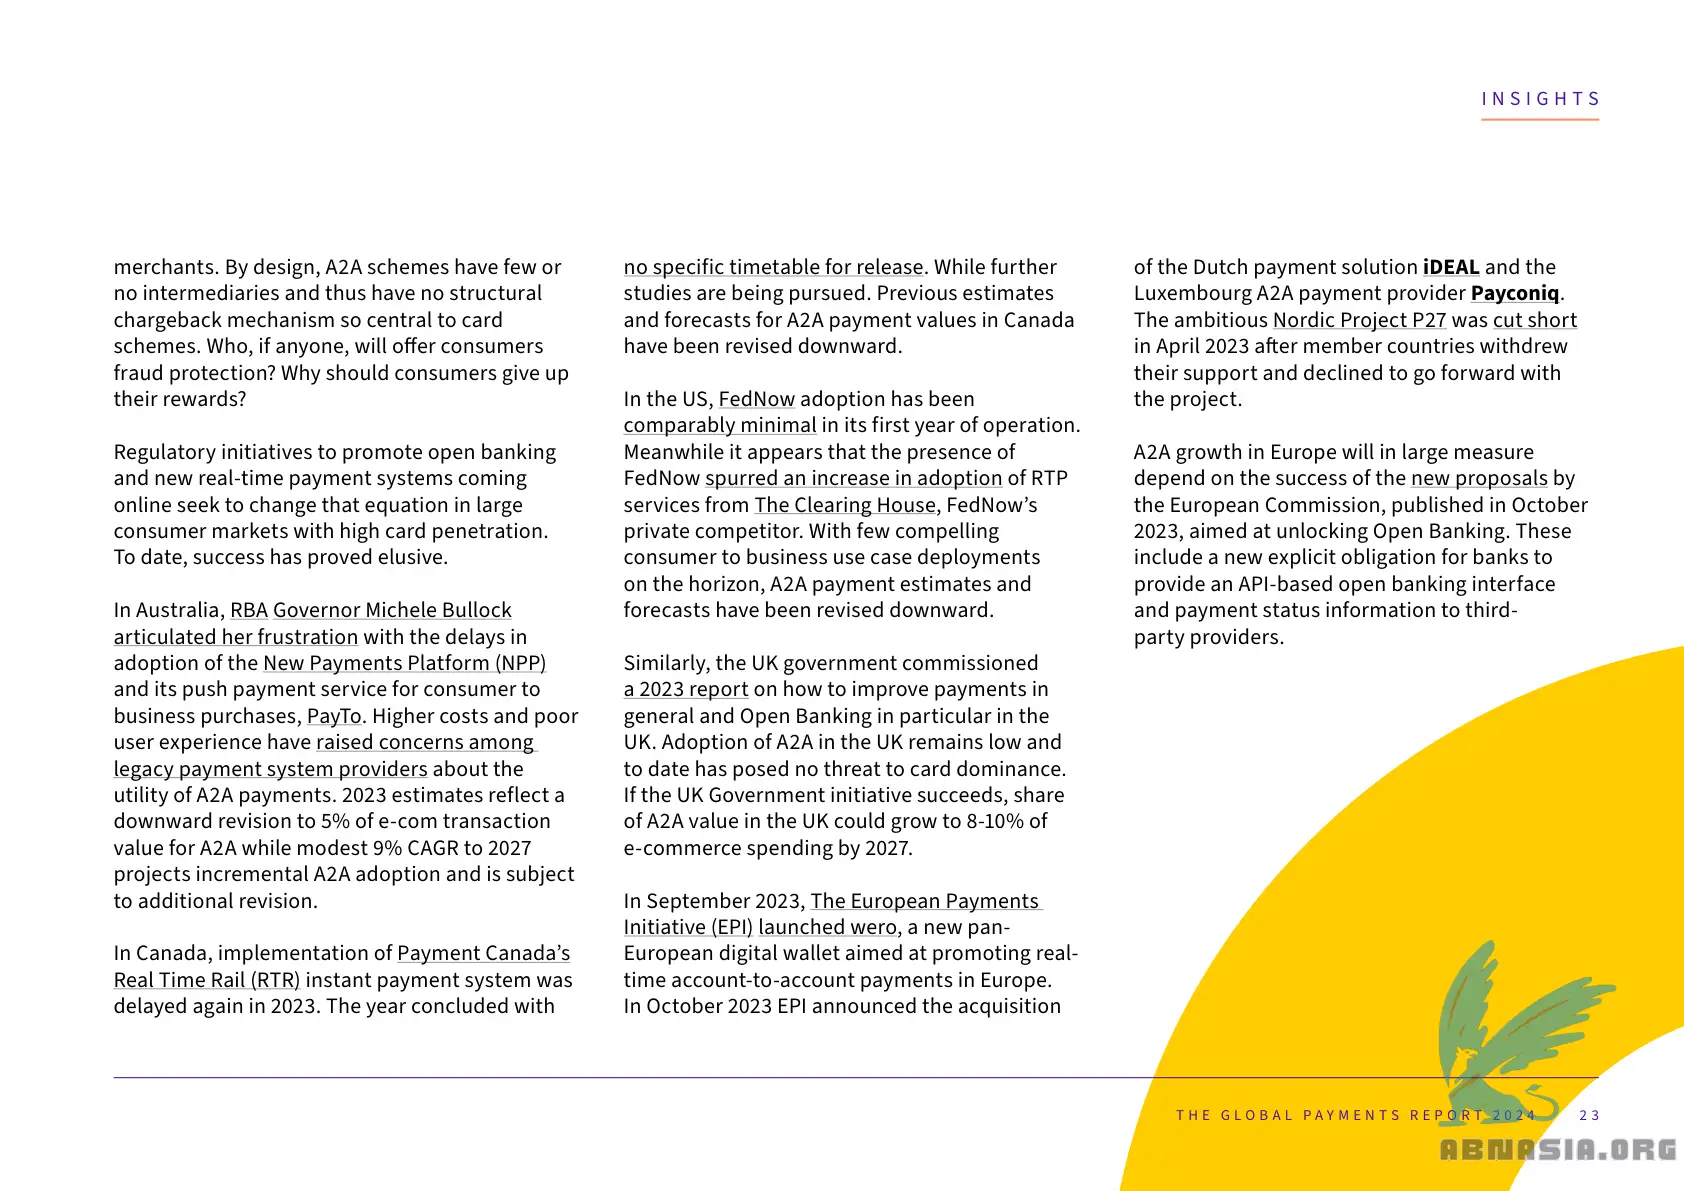 INSIGHTS
merchants. By design, A2A schemes have few or
no intermediaries and thus have no structural
chargeback mechanism so central to card
schemes. Who, if anyone, will offer consumers
fraud protection? Why should consumers give up
their rewards?
Regulatory initiatives to promote open banking
and new real-time payment systems coming
online seek to change that equation in large
consumer markets with high card penetration.
To date, success has proved elusive.
In Australia, RBA Governor Michele Bullock
articulated her frustration with the delays in
adoption of the New Payments Platform (NPP)
and its push payment service for consumer to
business purchases, PayTo. Higher costs and poor
user experience have raised concerns among
legacy payment system providers about the
utility of A2A payments. 2023 estimates reflect a
downward revision to 5% of e-com transaction
value for A2A while modest 9% CAGR to 2027
projects incremental A2A adoption and is subject
to additional revision.
In Canada, implementation of Payment Canada's
Real Time Rail (RTR) instant payment system was
delayed again in 2023. The year concluded with
no specific timetable for release. While further
studies are being pursued. Previous estimates
and forecasts for A2A payment values in Canada
have been revised downward.
In the US, FedNow adoption has been
comparably minimal in its first year of operation.
Meanwhile it appears that the presence of
FedNow spurred an increase in adoption of RTP
services from The Clearing House, FedNow's
private competitor. With few compelling
consumer to business use case deployments
on the horizon, A2A payment estimates and
forecasts have been revised downward.
Similarly, the UK government commissioned
a 2023 report on how to improve payments in
general and Open Banking in particular in the
UK. Adoption of A2A in the UK remains low and
to date has posed no threat to card dominance.
If the UK Government initiative succeeds, share
of A2A value in the UK could grow to 8-10% of
e-commerce spending by 2027.
In September 2023, The European Payments
Initiative (EPI) launched wero, a new pan-
European digital wallet aimed at promoting real-
time account-to-account payments in Europe.
In October 2023 EPI announced the acquisition
of the Dutch payment solution iDEAL and the
Luxembourg A2A payment provider Payconiq.
The ambitious Nordic Project P27 was cut short
in April 2023 after member countries withdrew
their support and declined to go forward with
the project.
A2A growth in Europe will in large measure
depend on the success of the new proposals by
the European Commission, published in October
2023, aimed at unlocking Open Banking. These
include a new explicit obligation for banks to
provide an API-based open banking interface
and payment status information to third-
party providers.
THE GLOBAL PAYMENTS REPORT 2024 23
ABNASIA.ORG